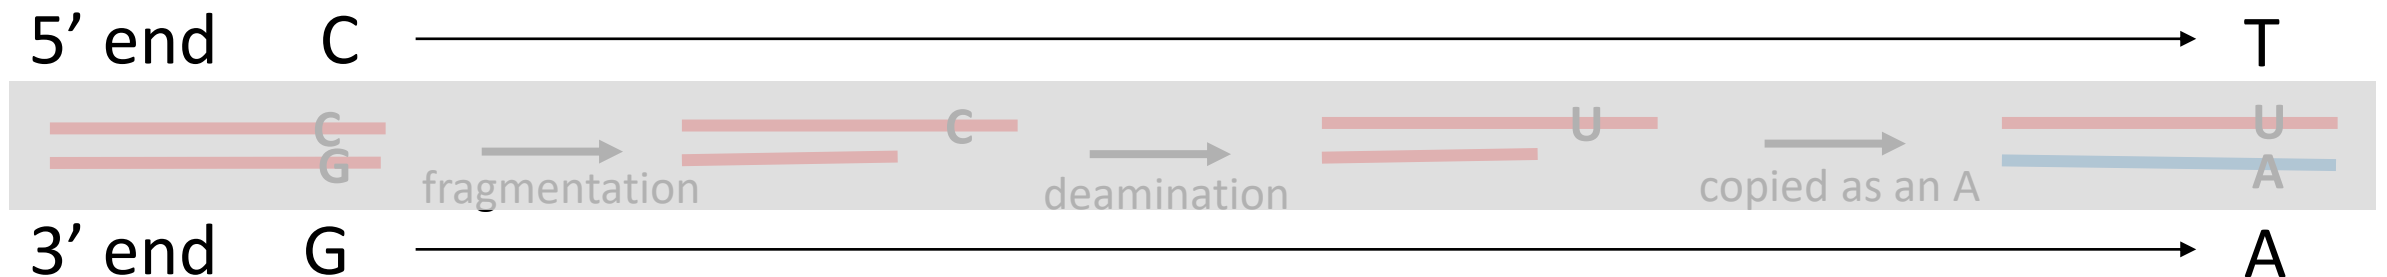 5’ end C T
C C U U
G A
fragmentation deamination copied as an A
3’ end G A